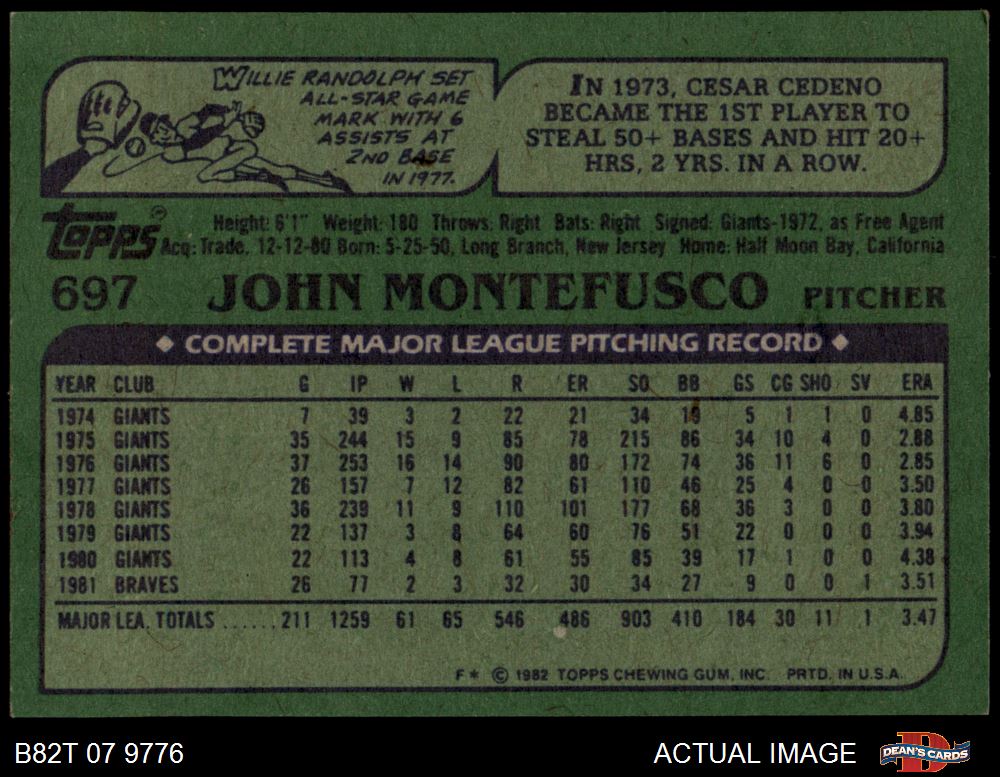 WILLIE RANDOLPH SET
ALL-STAR GAME
MARK WITH 6
ASSISTS AT
2ND BASE
IN 1977.
IN 1973, CESAR CEDENO
BECAME THE 1ST PLAYER TO
STEAL 50+ BASES AND HIT 20+
HRS, 2 YRS. IN A ROW.
Topps Height: 6'1" Weight: 180 Throws: Right Bats: Right Signed: Giants-1972, as Free Agent
Acq: Trade, 12-12-80 Born: 5-25-50, Long Branch, New Jersey Home: Half Moon Bay, California
697 JOHN MONTEFUSCO PITCHER
◆ COMPLETE MAJOR LEAGUE PITCHING RECORD ◆
YEAR CLUB G IP W L R ER SO BB GS CG SHO SV ERA
1974 GIANTS 7 39 3 2 22 21 34 19 5 1 1 0 4.85
1975 GIANTS 35 244 15 9 85 78 215 86 34 10 4 0 2.88
1976 GIANTS 37 253 16 14 90 80 172 74 36 11 6 0 2.85
1977 GIANTS 26 157 7 12 82 61 110 46 25 4 0 0 3.50
1978 GIANTS 36 239 11 9 110 101 177 68 36 3 0 0 3.80
1979 GIANTS 22 137 3 8 64 60 76 51 22 0 0 0 3.94
1980 GIANTS 22 113 4 8 61 55 85 39 17 1 0 0 4.38
1981 BRAVES 26 77 2 3 32 30 34 27 9 0 0 1 3.51
MAJOR LEA. TOTALS ...... 211 1259 61 65 546 486 903 410 184 30 11 1 3.47
F* © 1982 TOPPS CHEWING GUM, INC. PRTD. IN U.S.A.
B82T 07 9776 ACTUAL IMAGE DEAN'S CARDS